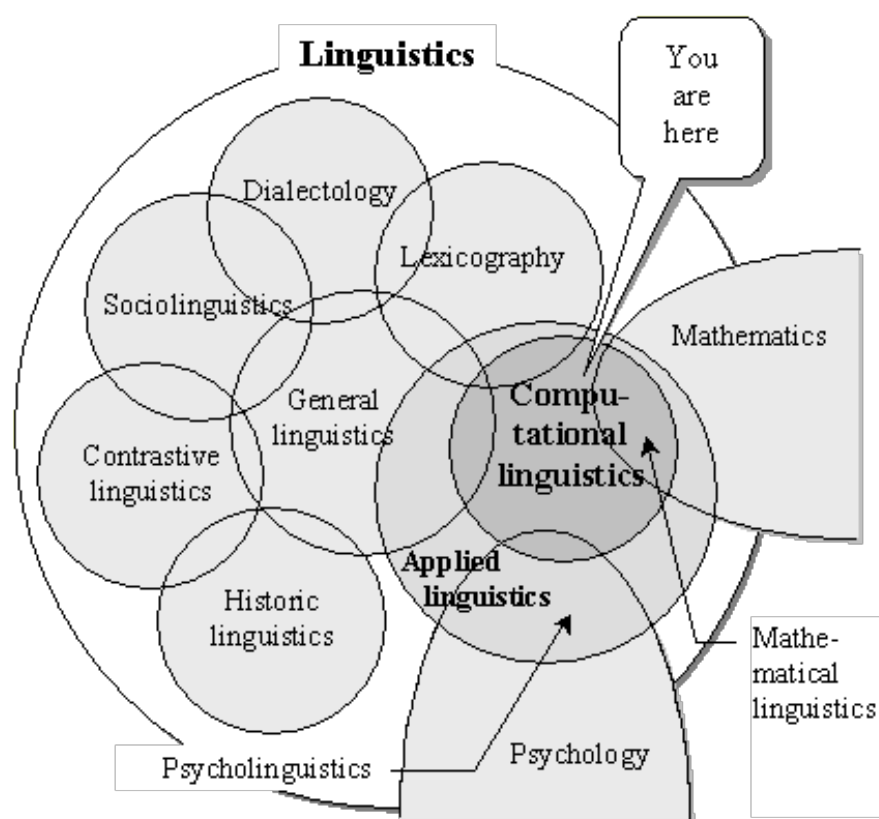 Linguistics
You
are
here
Dialectology
Lexicography
Sociolinguistics
Mathematics
General
linguistics
Compu-
tational
linguistics
Contrastive
linguistics
Applied
linguistics
Historic
linguistics
Mathe-
matical
linguistics
Psycholinguistics
Psychology